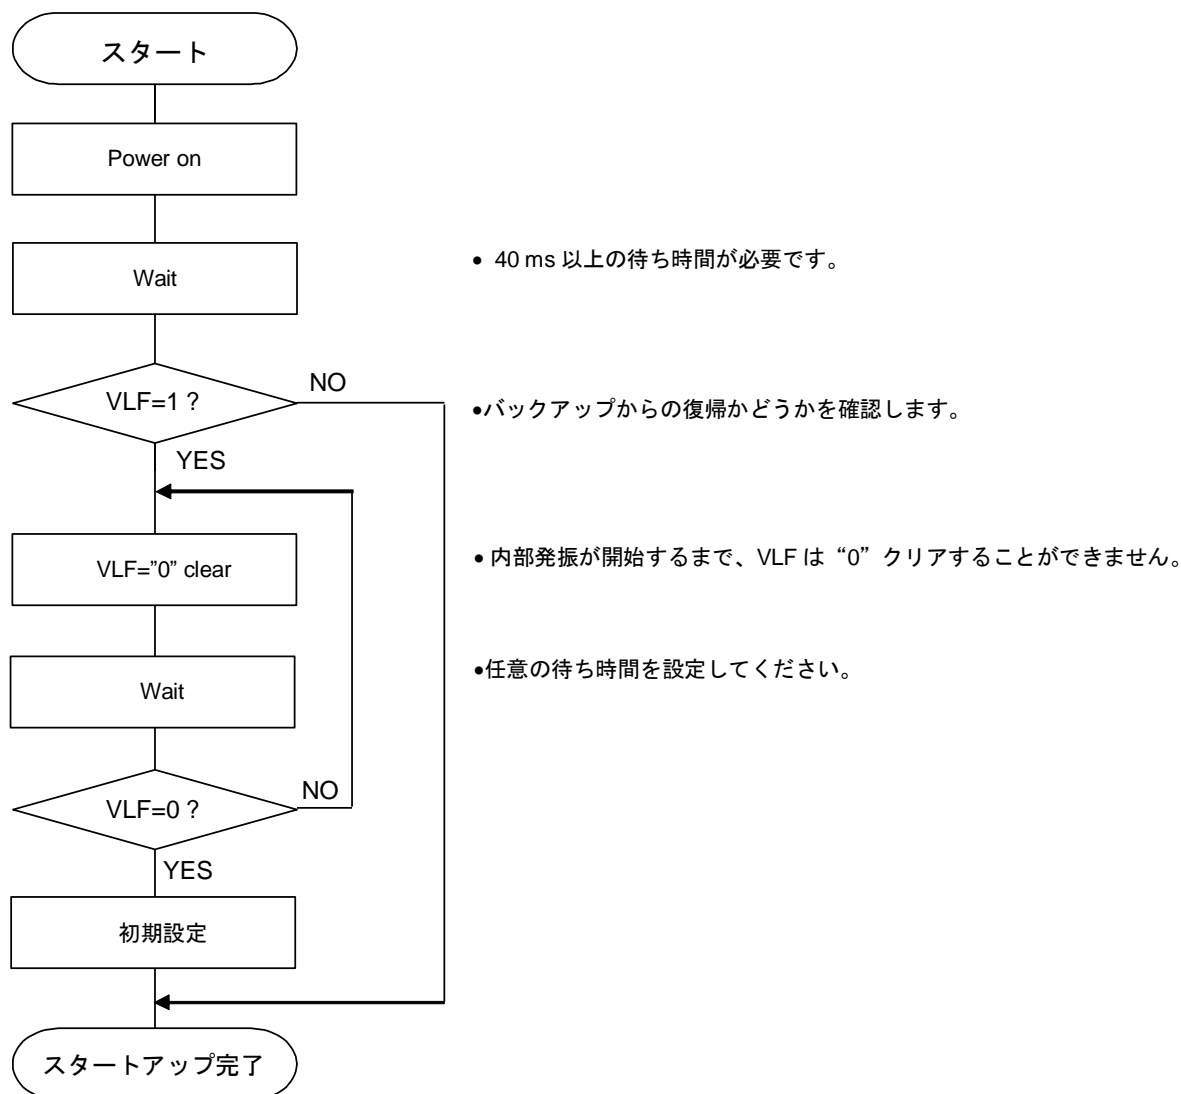 スタート
Power on
Wait
• 40 ms 以上の待ち時間が必要です。
VLF=1 ?
NO
•バックアップからの復帰かどうかを確認します。
YES
VLF=”0” clear
• 内部発振が開始するまで、VLF は“0”クリアすることができません。
Wait
•任意の待ち時間を設定してください。
VLF=0 ?
NO
YES
初期設定
スタートアップ完了